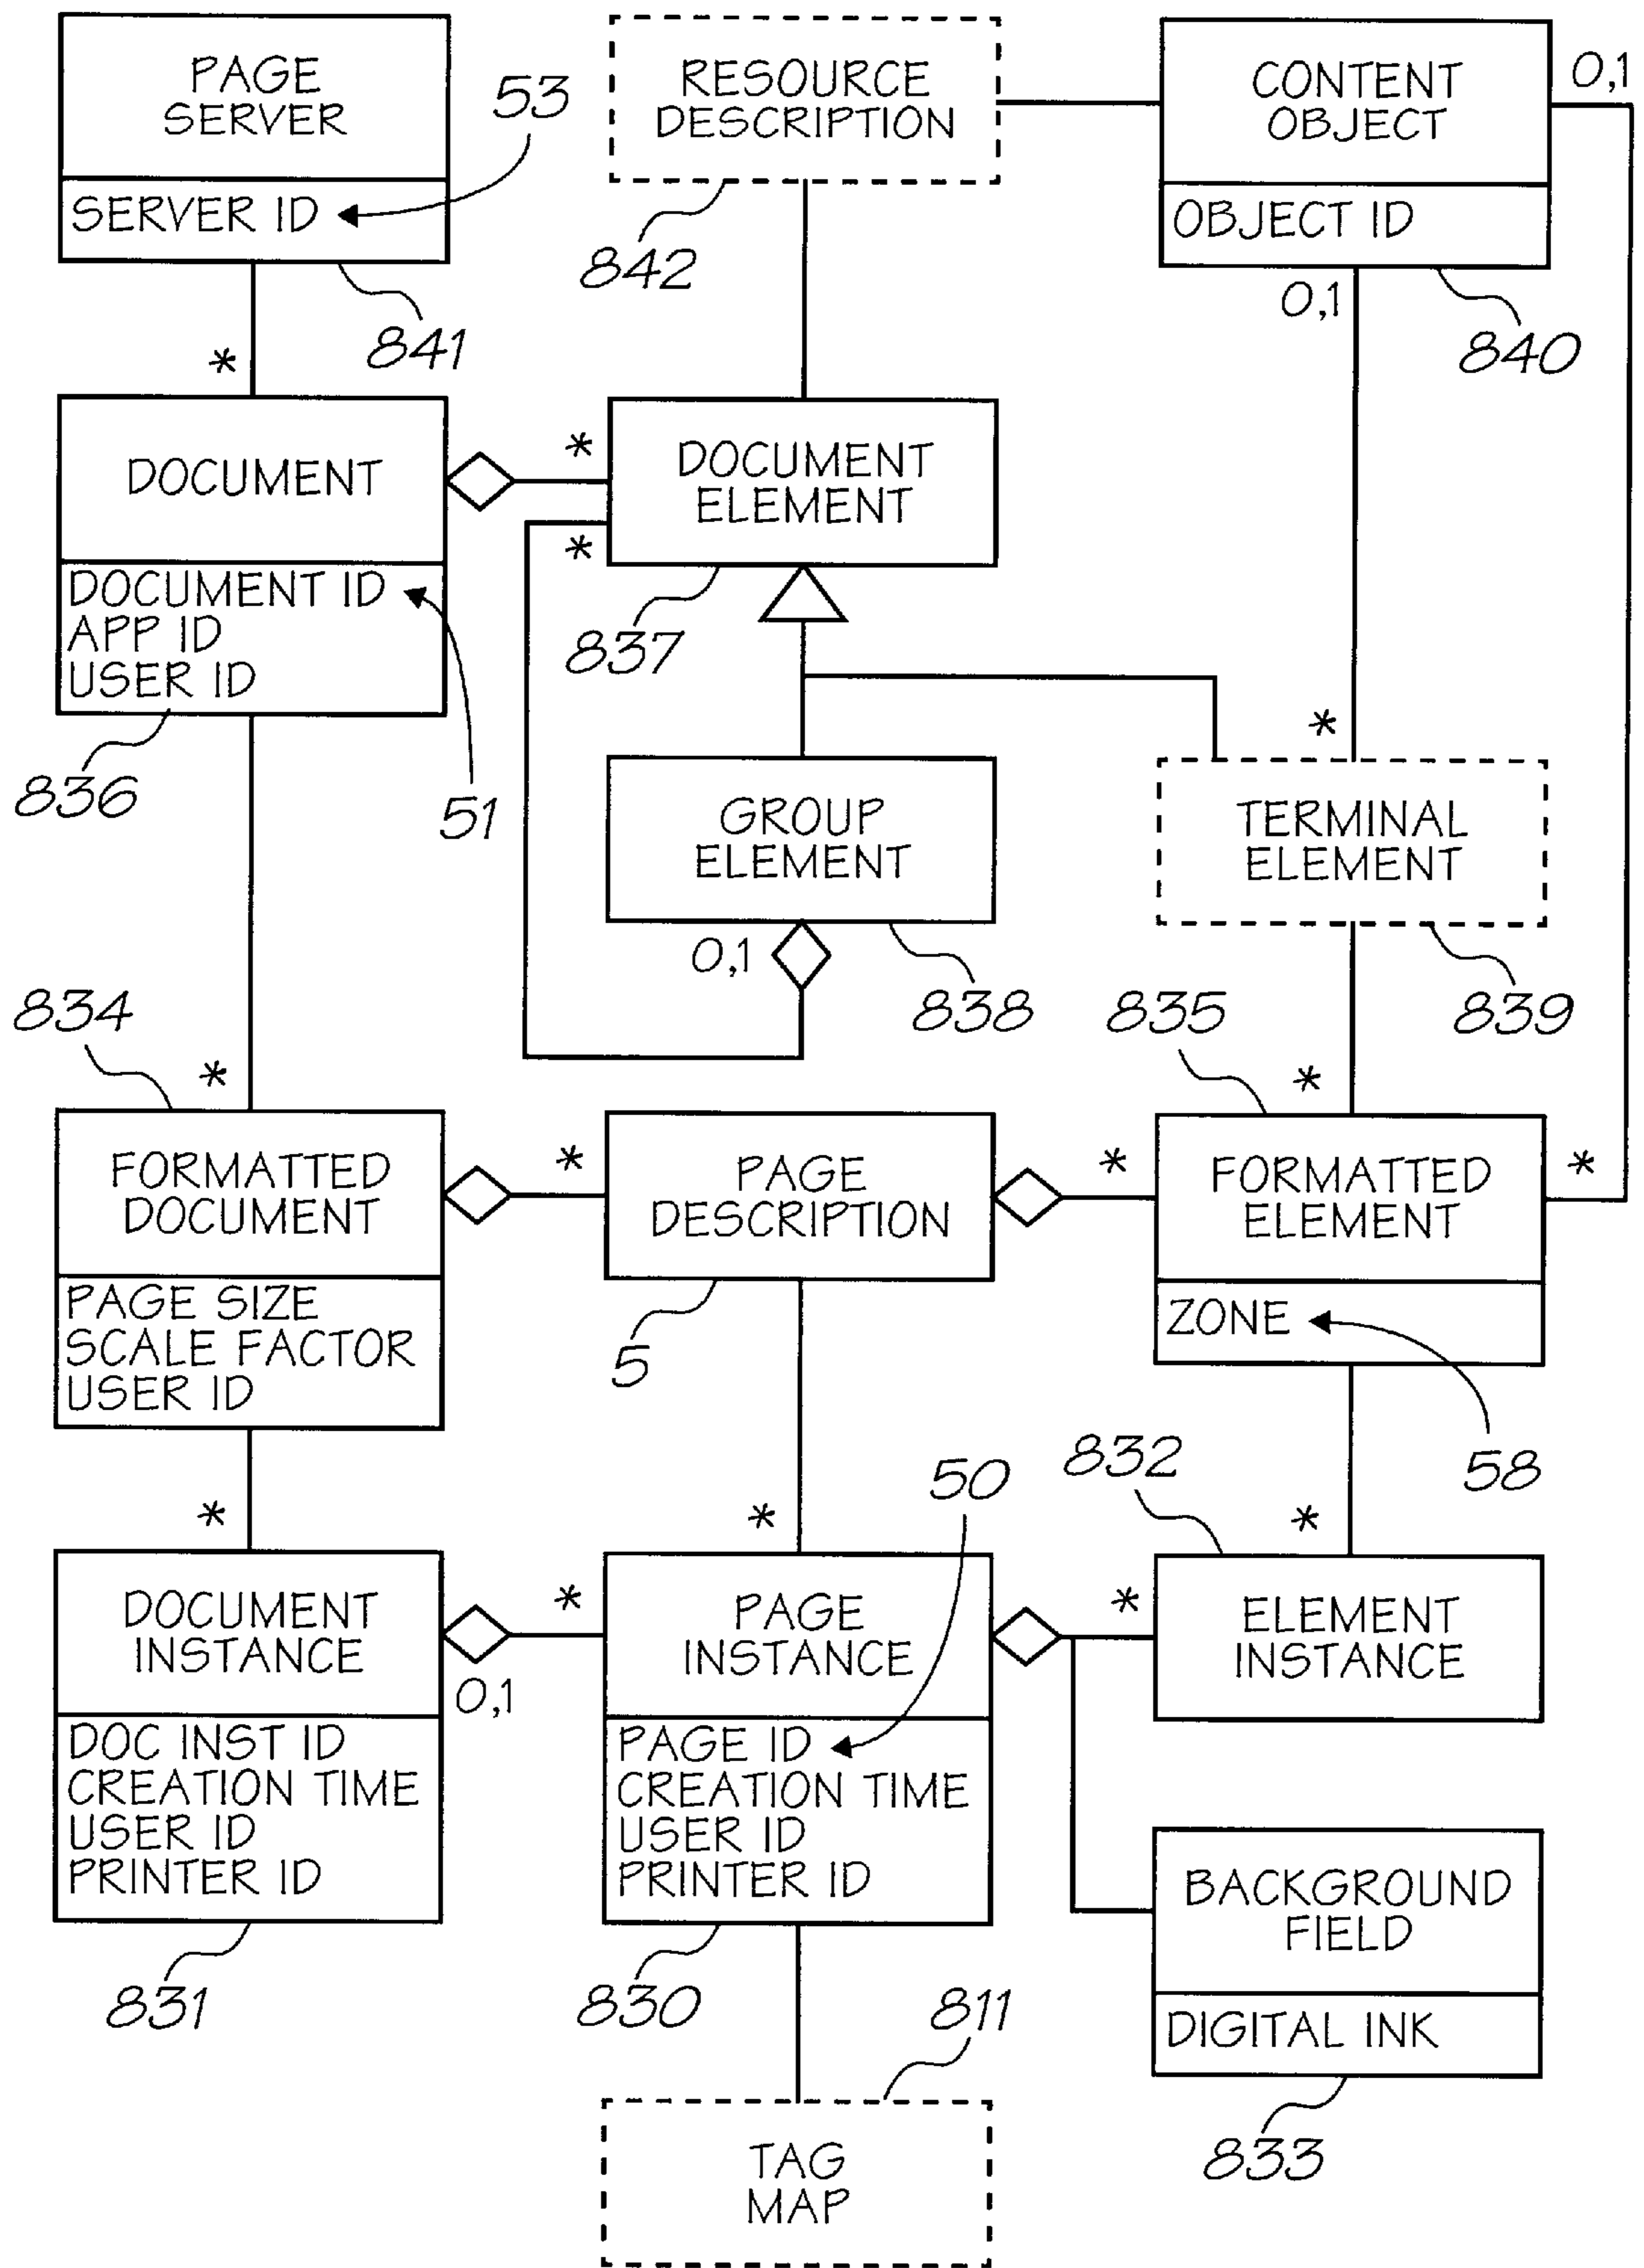 PAGE
SERVER
53
SERVER ID
841
RESOURCE
DESCRIPTION
842
CONTENT
OBJECT
0,1
OBJECT ID
0,1
840
*
DOCUMENT
DOCUMENT ID
APP ID
USER ID
836
51
*
*
DOCUMENT
ELEMENT
837
GROUP
ELEMENT
0,1
838
*
TERMINAL
ELEMENT
839
834
*
FORMATTED
DOCUMENT
PAGE SIZE
SCALE FACTOR
USER ID
*
PAGE
DESCRIPTION
5
835
*
*
FORMATTED
ELEMENT
*
ZONE
58
*
DOCUMENT
INSTANCE
0,1
DOC INST ID
CREATION TIME
USER ID
PRINTER ID
831
50
*
*
PAGE
INSTANCE
PAGE ID
CREATION TIME
USER ID
PRINTER ID
830
832
*
*
ELEMENT
INSTANCE
BACKGROUND
FIELD
DIGITAL INK
833
811
TAG
MAP